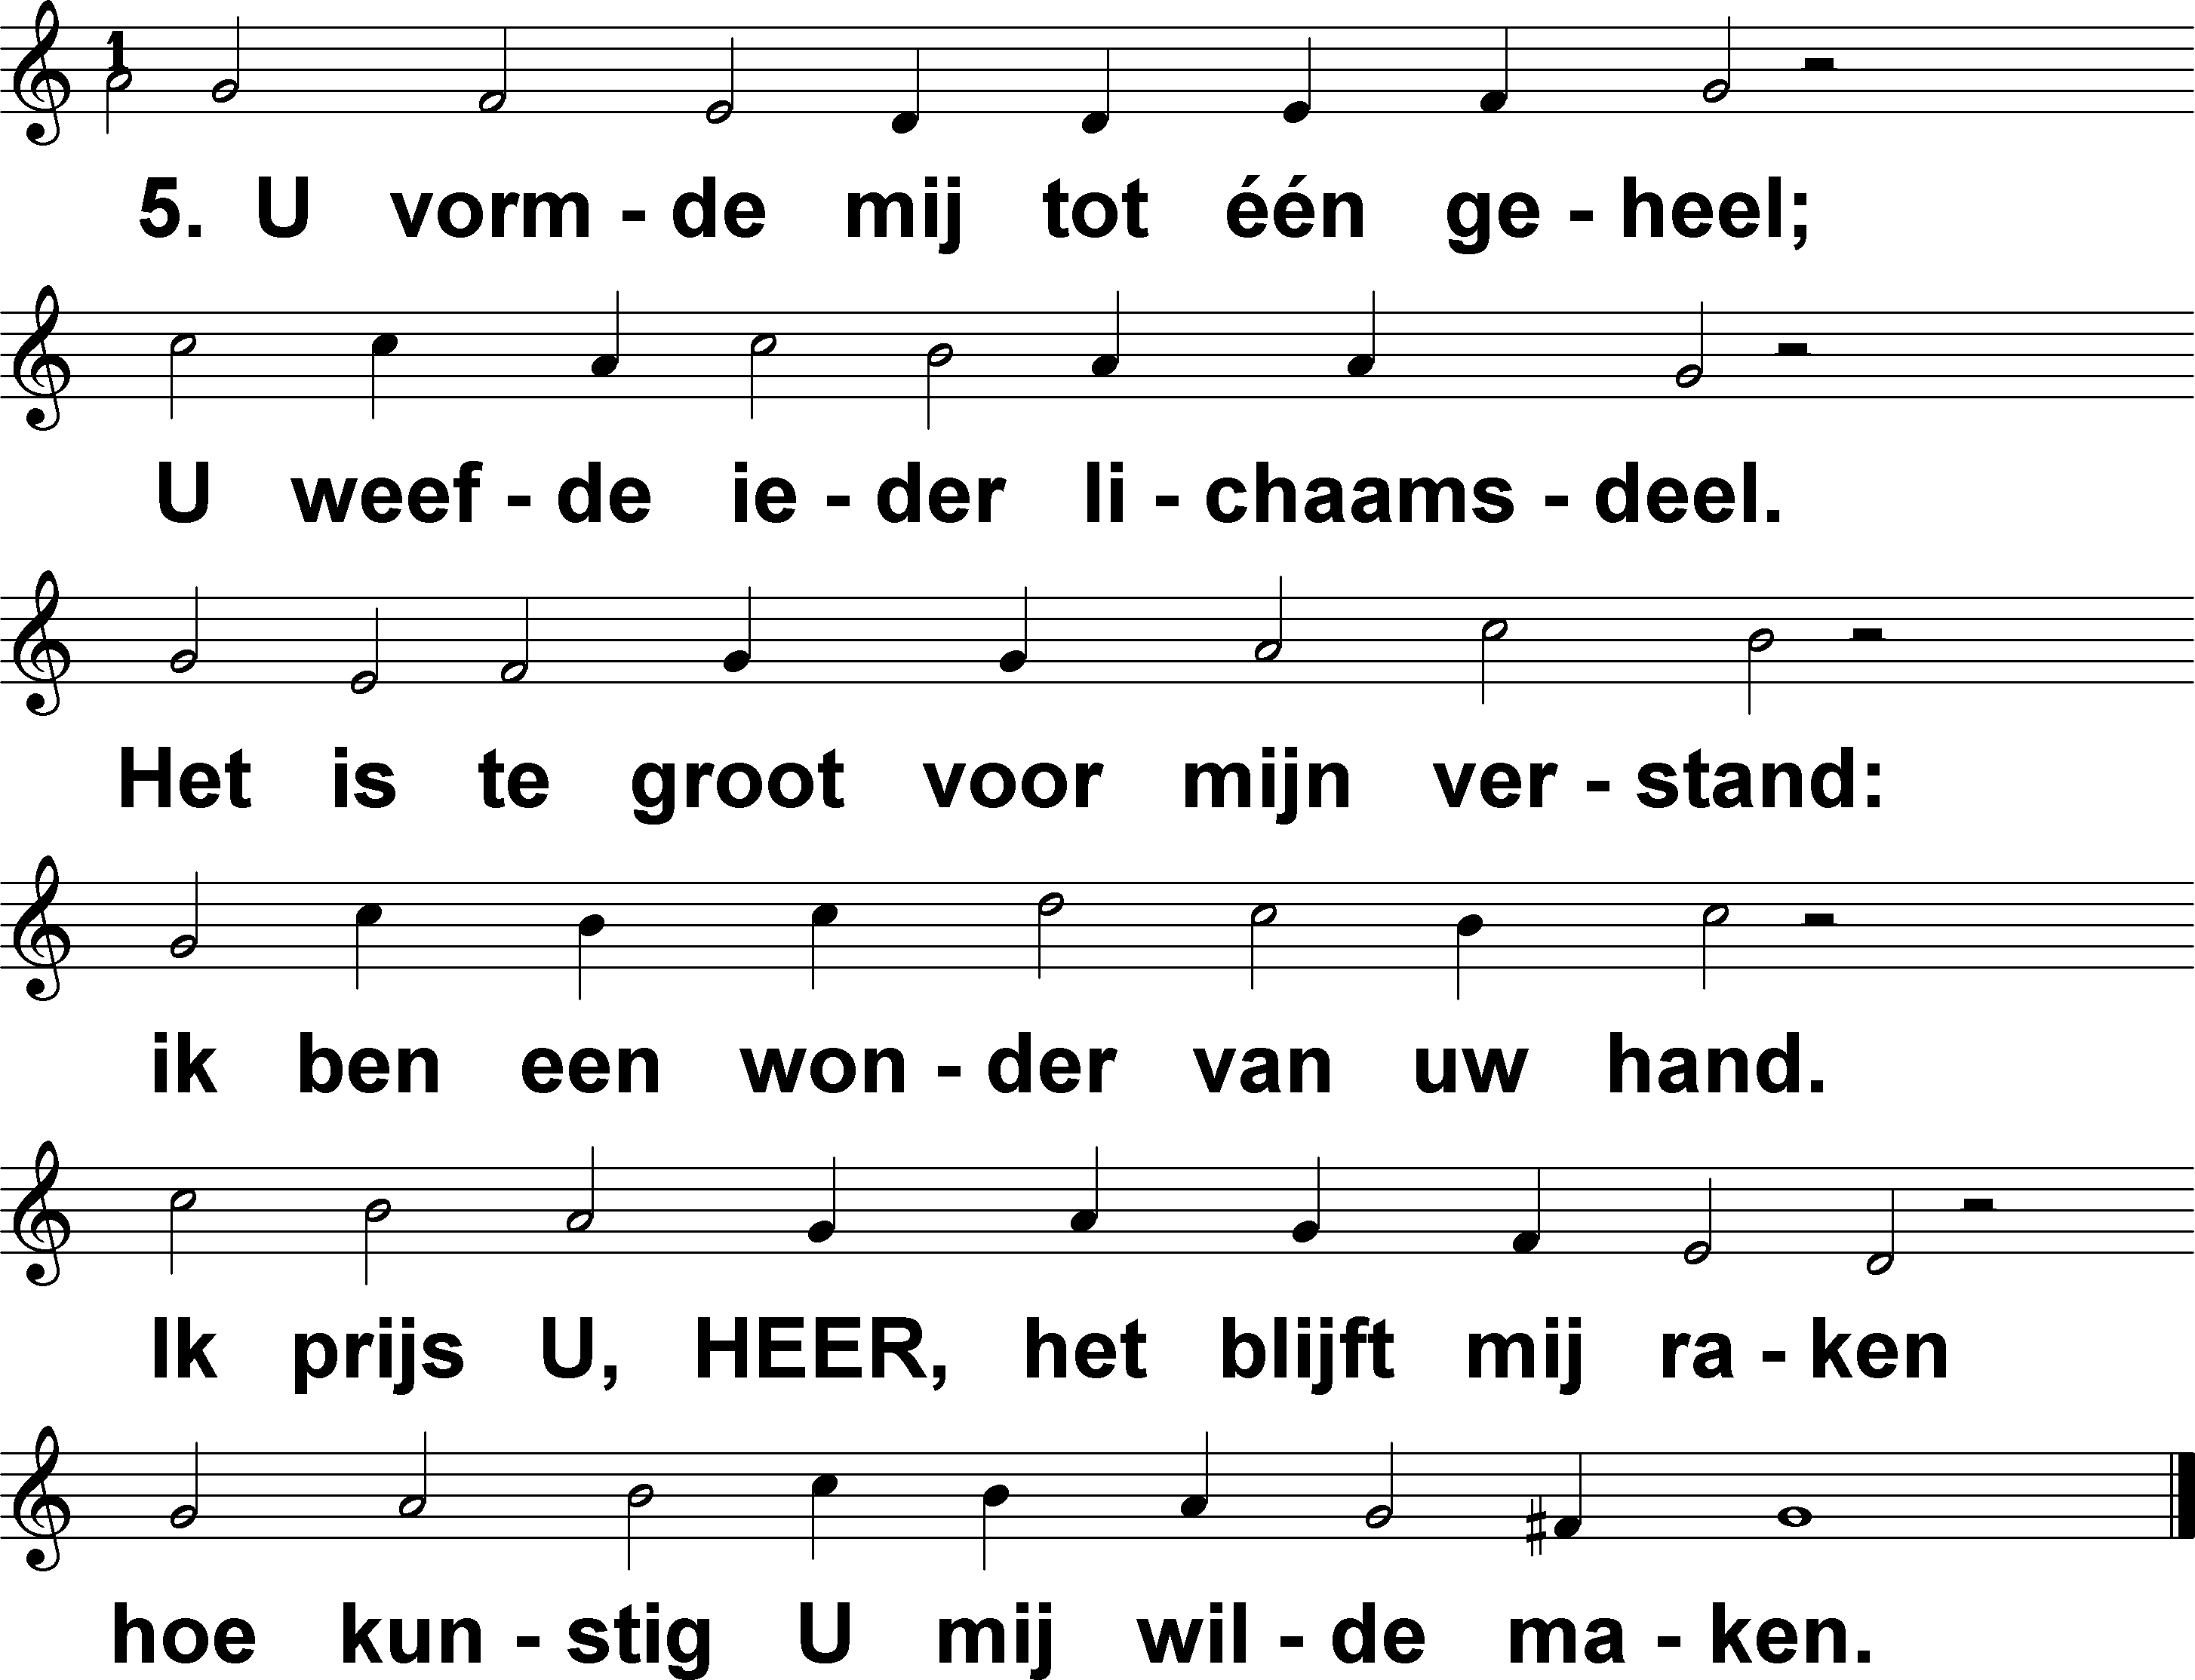 1
5. U vorm - de mij tot één ge - heel;
U weef - de ie - der li - chaams - deel.
Het is te groot voor mijn ver - stand:
ik ben een won - der van uw hand.
Ik prijs U, HEER, het blijft mij ra - ken
hoe kun - stig U mij wil - de ma - ken.